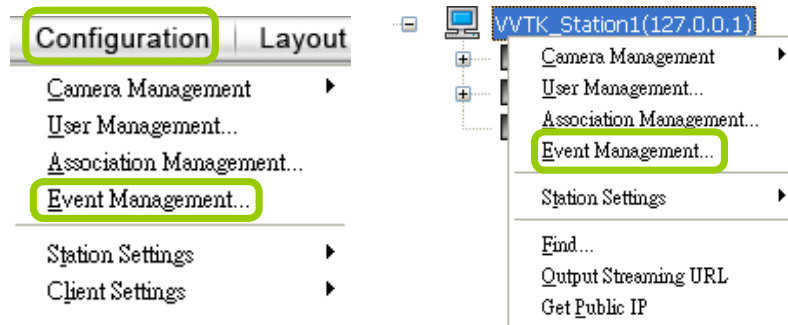 Configuration Layout
Camera Management
User Management...
Association Management...
Event Management...
Station Settings
Client Settings
VVTK_Station1(127.0.0.1)
Camera Management
User Management...
Association Management...
Event Management...
Station Settings
Find...
Output Streaming URL
Get Public IP